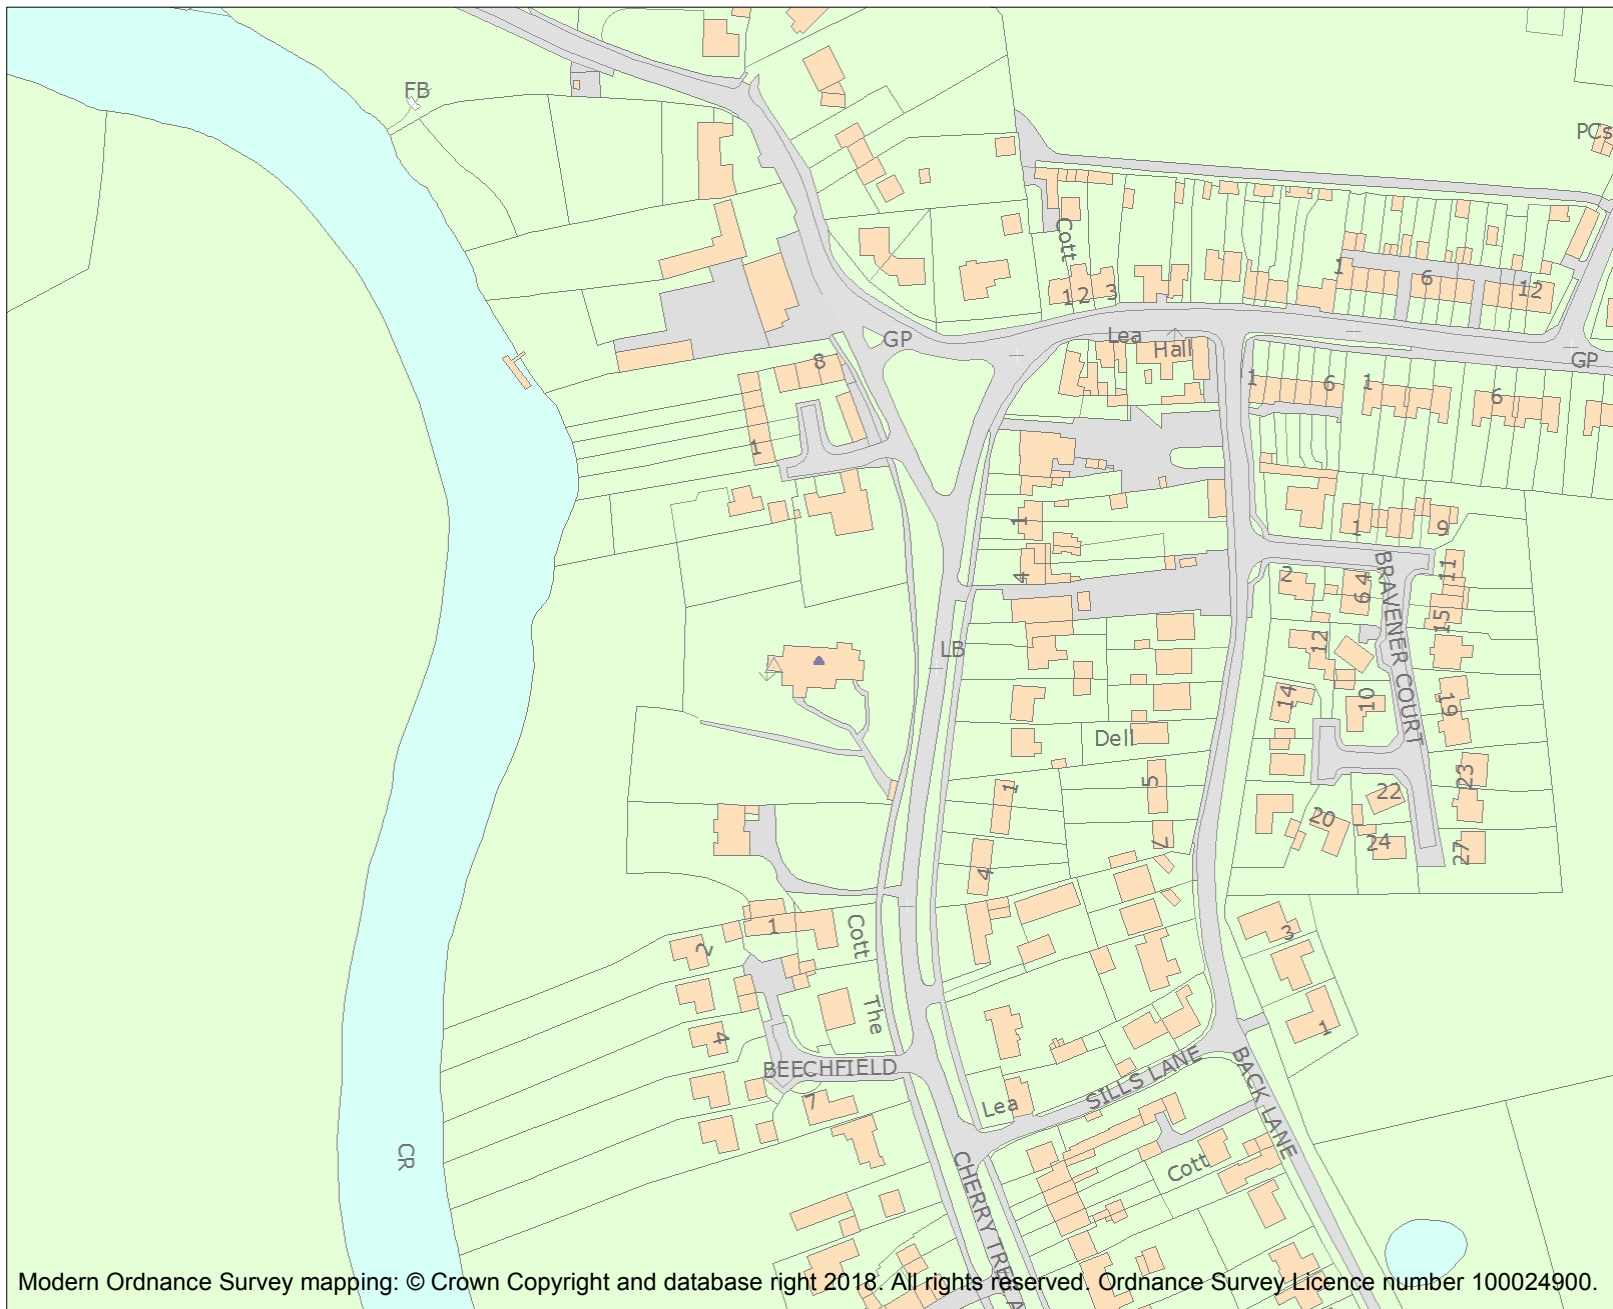 FB
PCs
Cott
1 2 3
1
6
12
GP
Lea
Hall
GP
8
1
1
6
1
6
1
4
1
9
BRAVENER COURT
2
4
6
11
15
12
LB
14
10
19
Dell
5
1
23
22
20
24
27
7
4
Cott
1
2
3
The
4
1
BEECHFIELD
SILLS LANE
BACK LANE
7
Lea
CR
CHERRY TREE A
Cott
Modern Ordnance Survey mapping: © Crown Copyright and database right 2018. All rights reserved. Ordnance Survey Licence number 100024900.